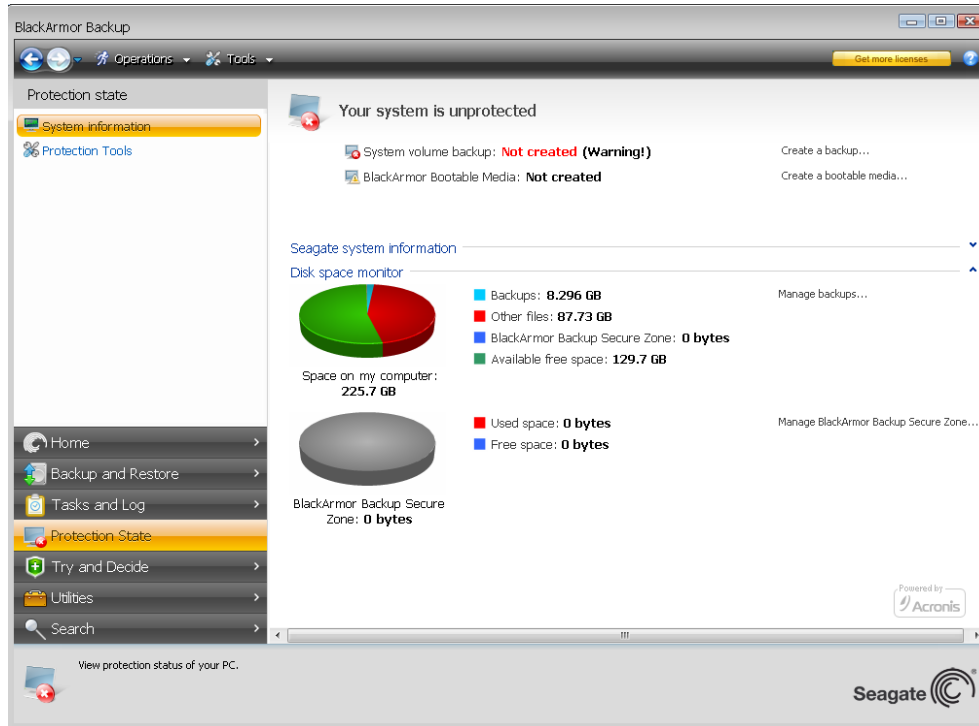 BlackArmor Backup
Operations
Tools
Get more licenses
?
Protection state
System information
Protection Tools
Your system is unprotected
System volume backup: Not created (Warning!)
Create a backup...
BlackArmor Bootable Media: Not created
Create a bootable media...
Seagate system information
Disk space monitor
Backups: 8.296 GB
Manage backups...
Other files: 87.73 GB
BlackArmor Backup Secure Zone: 0 bytes
Available free space: 129.7 GB
Space on my computer:
225.7 GB
Used space: 0 bytes
Manage BlackArmor Backup Secure Zone...
Free space: 0 bytes
BlackArmor Backup Secure
Zone: 0 bytes
Home
Backup and Restore
Tasks and Log
Protection State
Try and Decide
Utilities
Search
Powered by
Acronis
View protection status of your PC.
Seagate